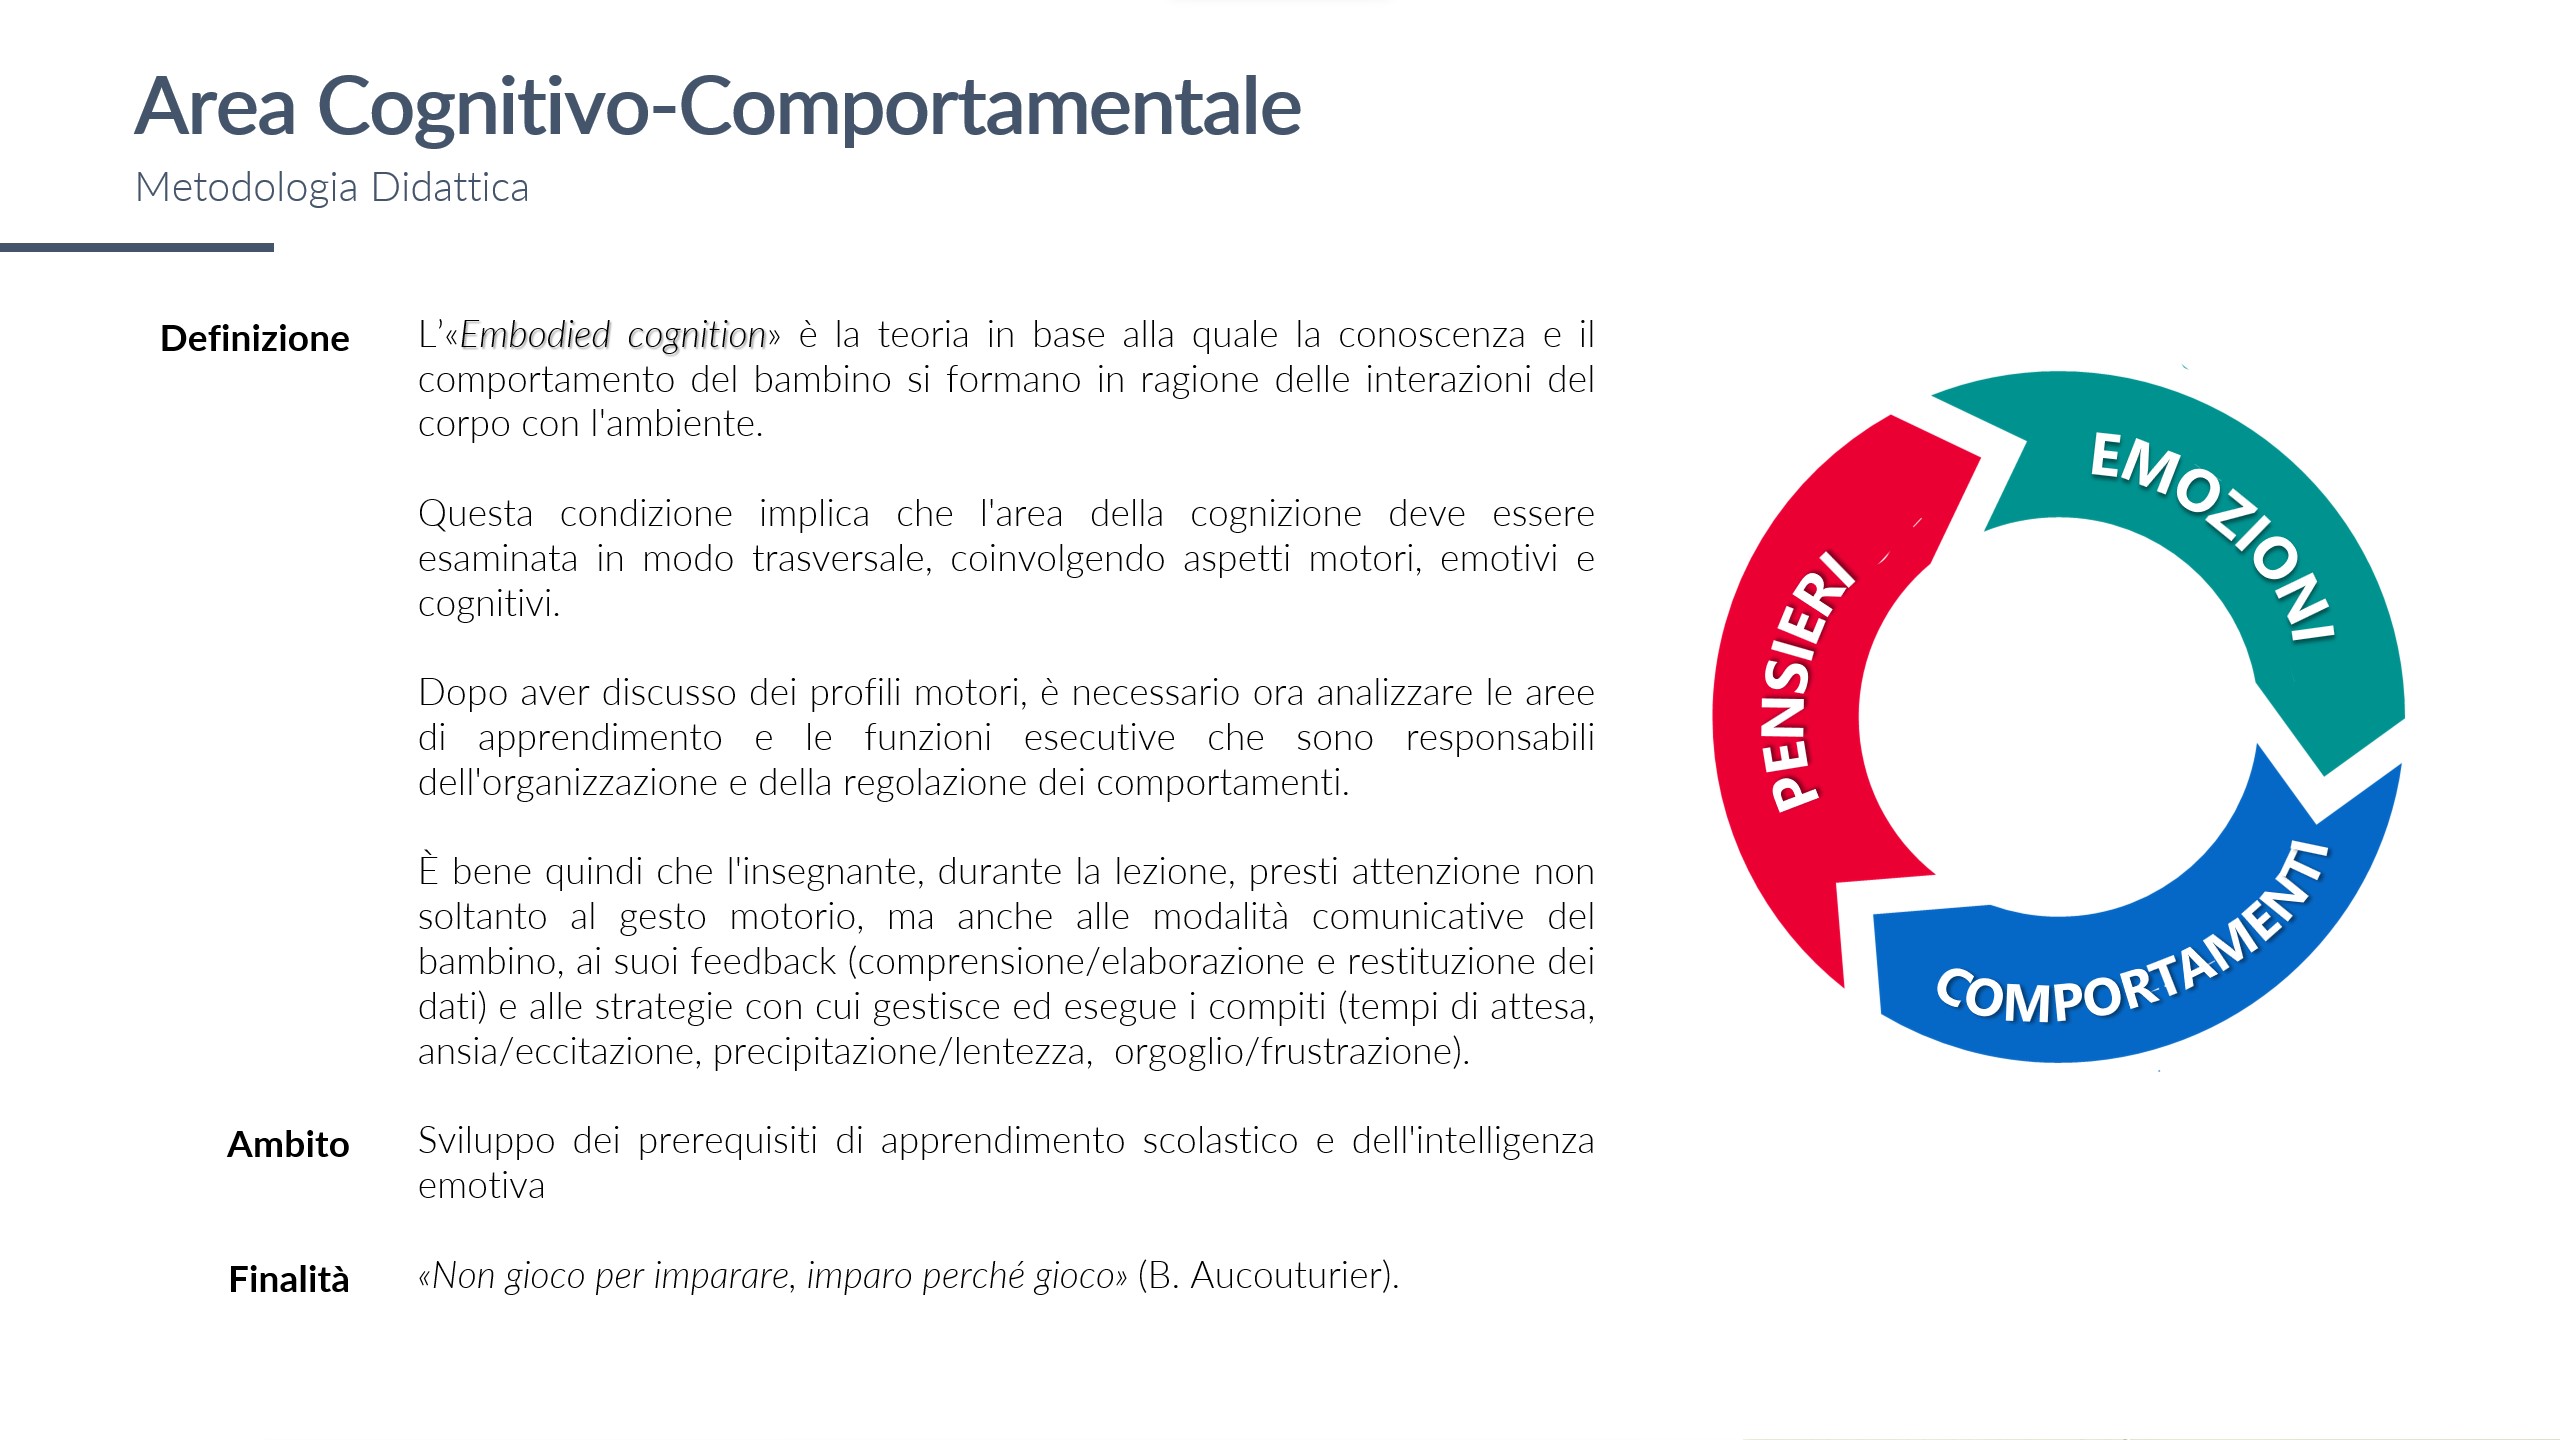 Area Cognitivo-Comportamentale
Metodologia Didattica
Definizione
L’«Embodied cognition» è la teoria in base alla quale la conoscenza e il
comportamento del bambino si formano in ragione delle interazioni del
corpo con l'ambiente.
Questa condizione implica che l'area della cognizione deve essere
esaminata in modo trasversale, coinvolgendo aspetti motori, emotivi e
cognitivi.
Dopo aver discusso dei profili motori, è necessario ora analizzare le aree
di apprendimento e le funzioni esecutive che sono responsabili
dell'organizzazione e della regolazione dei comportamenti.
È bene quindi che l'insegnante, durante la lezione, presti attenzione non
soltanto al gesto motorio, ma anche alle modalità comunicative del
bambino, ai suoi feedback (comprensione/elaborazione e restituzione dei
dati) e alle strategie con cui gestisce ed esegue i compiti (tempi di attesa,
ansia/eccitazione, precipitazione/lentezza,  orgoglio/frustrazione).
Ambito
Sviluppo dei prerequisiti di apprendimento scolastico e dell'intelligenza
emotiva
Finalità
«Non gioco per imparare, imparo perché gioco» (B. Aucouturier).
EMOZIONI
PENSIERI
COMPORTAMENTI